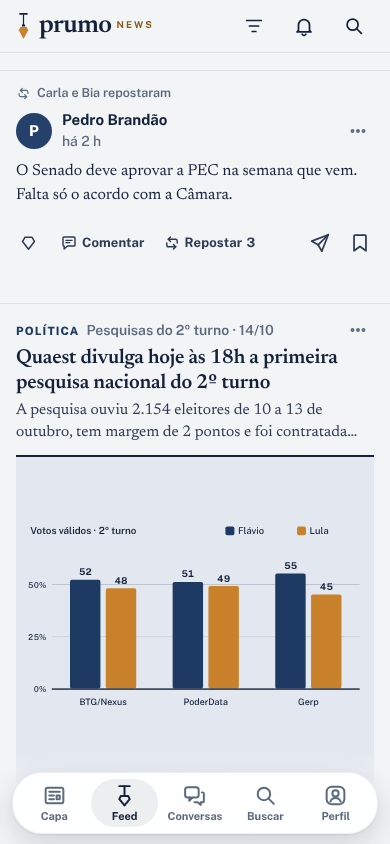 prumo NEWS
Carla e Bia repostaram
P
Pedro Brandão
há 2 h
O Senado deve aprovar a PEC na semana que vem.
Falta só o acordo com a Câmara.
Comentar
Repostar 3
POLÍTICA Pesquisas do 2º turno · 14/10
Quaest divulga hoje às 18h a primeira
pesquisa nacional do 2º turno
A pesquisa ouviu 2.154 eleitores de 10 a 13 de
outubro, tem margem de 2 pontos e foi contratada...
Votos válidos · 2º turno
Flávio
Lula
52
48
51
49
55
45
50%
25%
0%
BTG/Nexus
PoderData
Gerp
Capa
Feed
Conversas
Buscar
Perfil